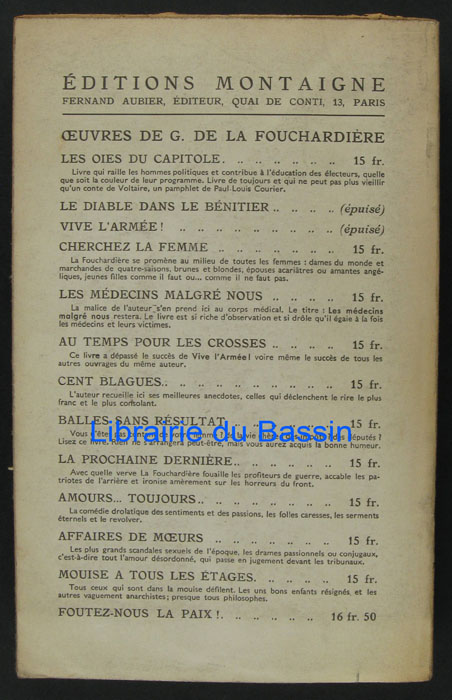 ÉDITIONS MONTAIGNE
FERNAND AUBIER, ÉDITEUR, QUAI DE CONTI, 13, PARIS
ŒUVRES DE G. DE LA FOUCHARDIÈRE
LES OIES DU CAPITOLE. .. .. .. .. .. .. 15 fr.
Livre qui raille les hommes politiques et contribue à l'éducation des électeurs, quelle
que soit la couleur de leur programme. Livre de toujours et qui ne peut pas plus vieillir
qu'un conte de Voltaire, un pamphlet de Paul-Louis Courier.
LE DIABLE DANS LE BÉNITIER .. .. .. .. (épuisé)
VIVE L'ARMÉE ! .. .. .. .. .. .. .. .. (épuisé)
CHERCHEZ LA FEMME .. .. .. .. .. .. .. 15 fr.
La Fouchardière se promène au milieu de toutes les femmes : dames du monde et
marchandes de quatre-saisons, brunes et blondes, épouses acariâtres ou amantes angé-
liques, jeunes filles comme il faut ou... comme il ne faut pas.
LES MÉDECINS MALGRÉ NOUS .. .. .. .. 15 fr.
La malice de l'auteur s'en prend ici au corps médical. Le titre : Les médecins
malgré nous restera. Le livre est si riche d'observation et si drôle qu'il égaie à la fois
les médecins et leurs victimes.
AU TEMPS POUR LES CROSSES .. .. .. .. 15 fr.
Ce livre a dépassé le succès de Vive l'Armée ! voire même le succès de tous les
autres ouvrages du même auteur.
CENT BLAGUES.. .. .. .. .. .. .. .. .. 15 fr.
L'auteur recueille ici ses meilleures anecdotes, celles qui déclenchent le rire le plus
franc et le plus consolant.
BALLES SANS RÉSULTAT 15 fr.
Librairie du Bassin
Vous députés ?
Lisez ce livre. Rien ne s'arrangera peut-être, mais vous aurez acquis la bonne humeur.
LA PROCHAINE DERNIÈRE.. .. .. .. .. .. 15 fr.
Avec quelle verve La Fouchardière fouaille les profiteurs de guerre, accable les pa-
triotes de l'arrière et ironise amèrement sur les horreurs du front.
AMOURS... TOUJOURS.. .. .. .. .. .. .. 15 fr.
La comédie drolatique des sentiments et des passions, les folles caresses, les serments
éternels et le revolver.
AFFAIRES DE MŒURS .. .. .. .. .. .. 15 fr.
Les plus grands scandales sexuels de l'époque, les drames passionnels ou conjugaux,
c'est-à-dire tout l'amour désordonné, qui passe en jugement devant les tribunaux.
MOUISE A TOUS LES ÉTAGES. .. .. .. .. 15 fr.
Tous ceux qui sont dans la mouise défilent. Les uns bons enfants résignés, et les
autres vaguement anarchistes ; presque tous philosophes.
FOUTEZ-NOUS LA PAIX !. .. .. .. .. 16 fr. 50